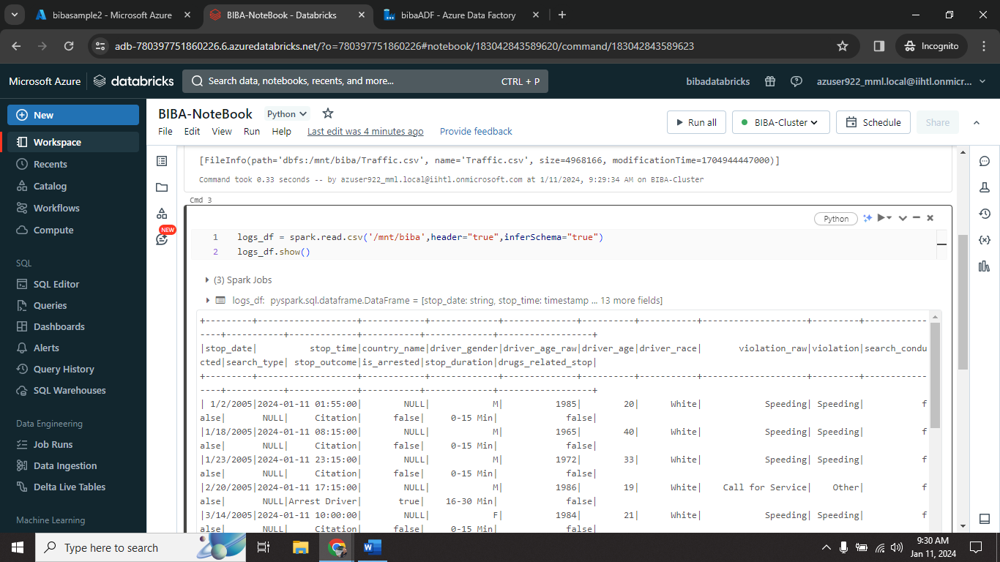 bibasample2 - Microsoft Azure
BIBA-NoteBook - Databricks
bibaADF - Azure Data Factory
adb-780397751860226.6.azuredatabricks.net/?o=780397751860226#notebook/183042843589620/command/183042843589623
Incognito
Microsoft Azure
databricks
Search data, notebooks, recents, and more...
CTRL + P
bibadatabricks
azuser922_mml.local@iihtl.onmicr...
New
Workspace
Recents
Catalog
Workflows
Compute
SQL
SQL Editor
Queries
Dashboards
Alerts
Query History
SQL Warehouses
Data Engineering
Job Runs
Data Ingestion
Delta Live Tables
Machine Learning
BIBA-NoteBook
Python
File Edit View Run Help Last edit was 4 minutes ago Provide feedback
Run all
BIBA-Cluster
Schedule
Share
NEW
[FileInfo(path='dbfs:/mnt/biba/Traffic.csv', name='Traffic.csv', size=4968166, modificationTime=1704944447000)]
Command took 0.33 seconds -- by azuser922_mml.local@iihtl.onmicrosoft.com at 1/11/2024, 9:29:34 AM on BIBA-Cluster
Cmd 3
Python
1 logs_df = spark.read.csv('/mnt/biba',header="true",inferSchema="true")
2 logs_df.show()
(3) Spark Jobs
logs_df: pyspark.sql.dataframe.DataFrame = [stop_date: string, stop_time: timestamp ... 13 more fields]
+---------+-------------------+------------+-------------+--------------+----------+-----------+--------------------+---------+------------
----+-----------+-------------+-----------+-------------+------------------+
|stop_date|          stop_time|country_name|driver_gender|driver_age_raw|driver_age|driver_race|       violation_raw|violation|search_condu
cted|search_type| stop_outcome|is_arrested|stop_duration|drugs_related_stop|
+---------+-------------------+------------+-------------+--------------+----------+-----------+--------------------+---------+------------
----+-----------+-------------+-----------+-------------+------------------+
| 1/2/2005|2024-01-11 01:55:00|        NULL|            M|          1985|        20|      White|            Speeding| Speeding|           f
alse|       NULL|     Citation|      false|     0-15 Min|             false|
|1/18/2005|2024-01-11 08:15:00|        NULL|            M|          1965|        40|      White|            Speeding| Speeding|           f
alse|       NULL|     Citation|      false|     0-15 Min|             false|
|1/23/2005|2024-01-11 23:15:00|        NULL|            M|          1972|        33|      White|            Speeding| Speeding|           f
alse|       NULL|     Citation|      false|     0-15 Min|             false|
|2/20/2005|2024-01-11 17:15:00|        NULL|            M|          1986|        19|      White|    Call for Service|    Other|           f
alse|       NULL|Arrest Driver|       true|    16-30 Min|             false|
|3/14/2005|2024-01-11 10:00:00|        NULL|            F|          1984|        21|      White|            Speeding| Speeding|           f
alse|       NULL|     Citation|      false|     0-15 Min|             false|
Type here to search
9:30 AM
Jan 11, 2024